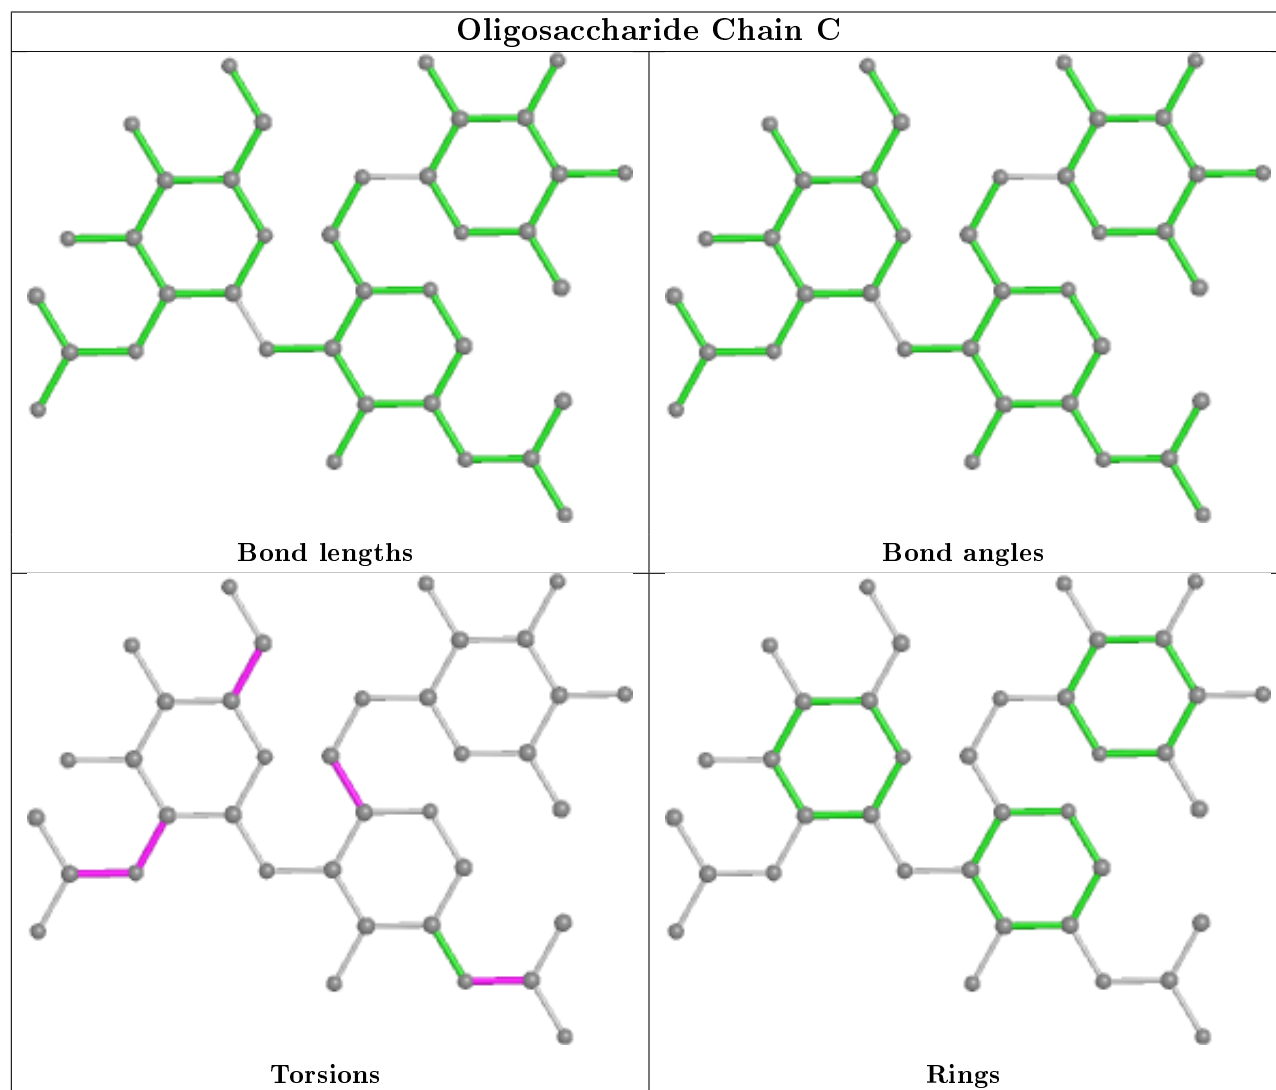 Oligosaccharide Chain C
Bond lengths
Bond angles
Torsions
Rings